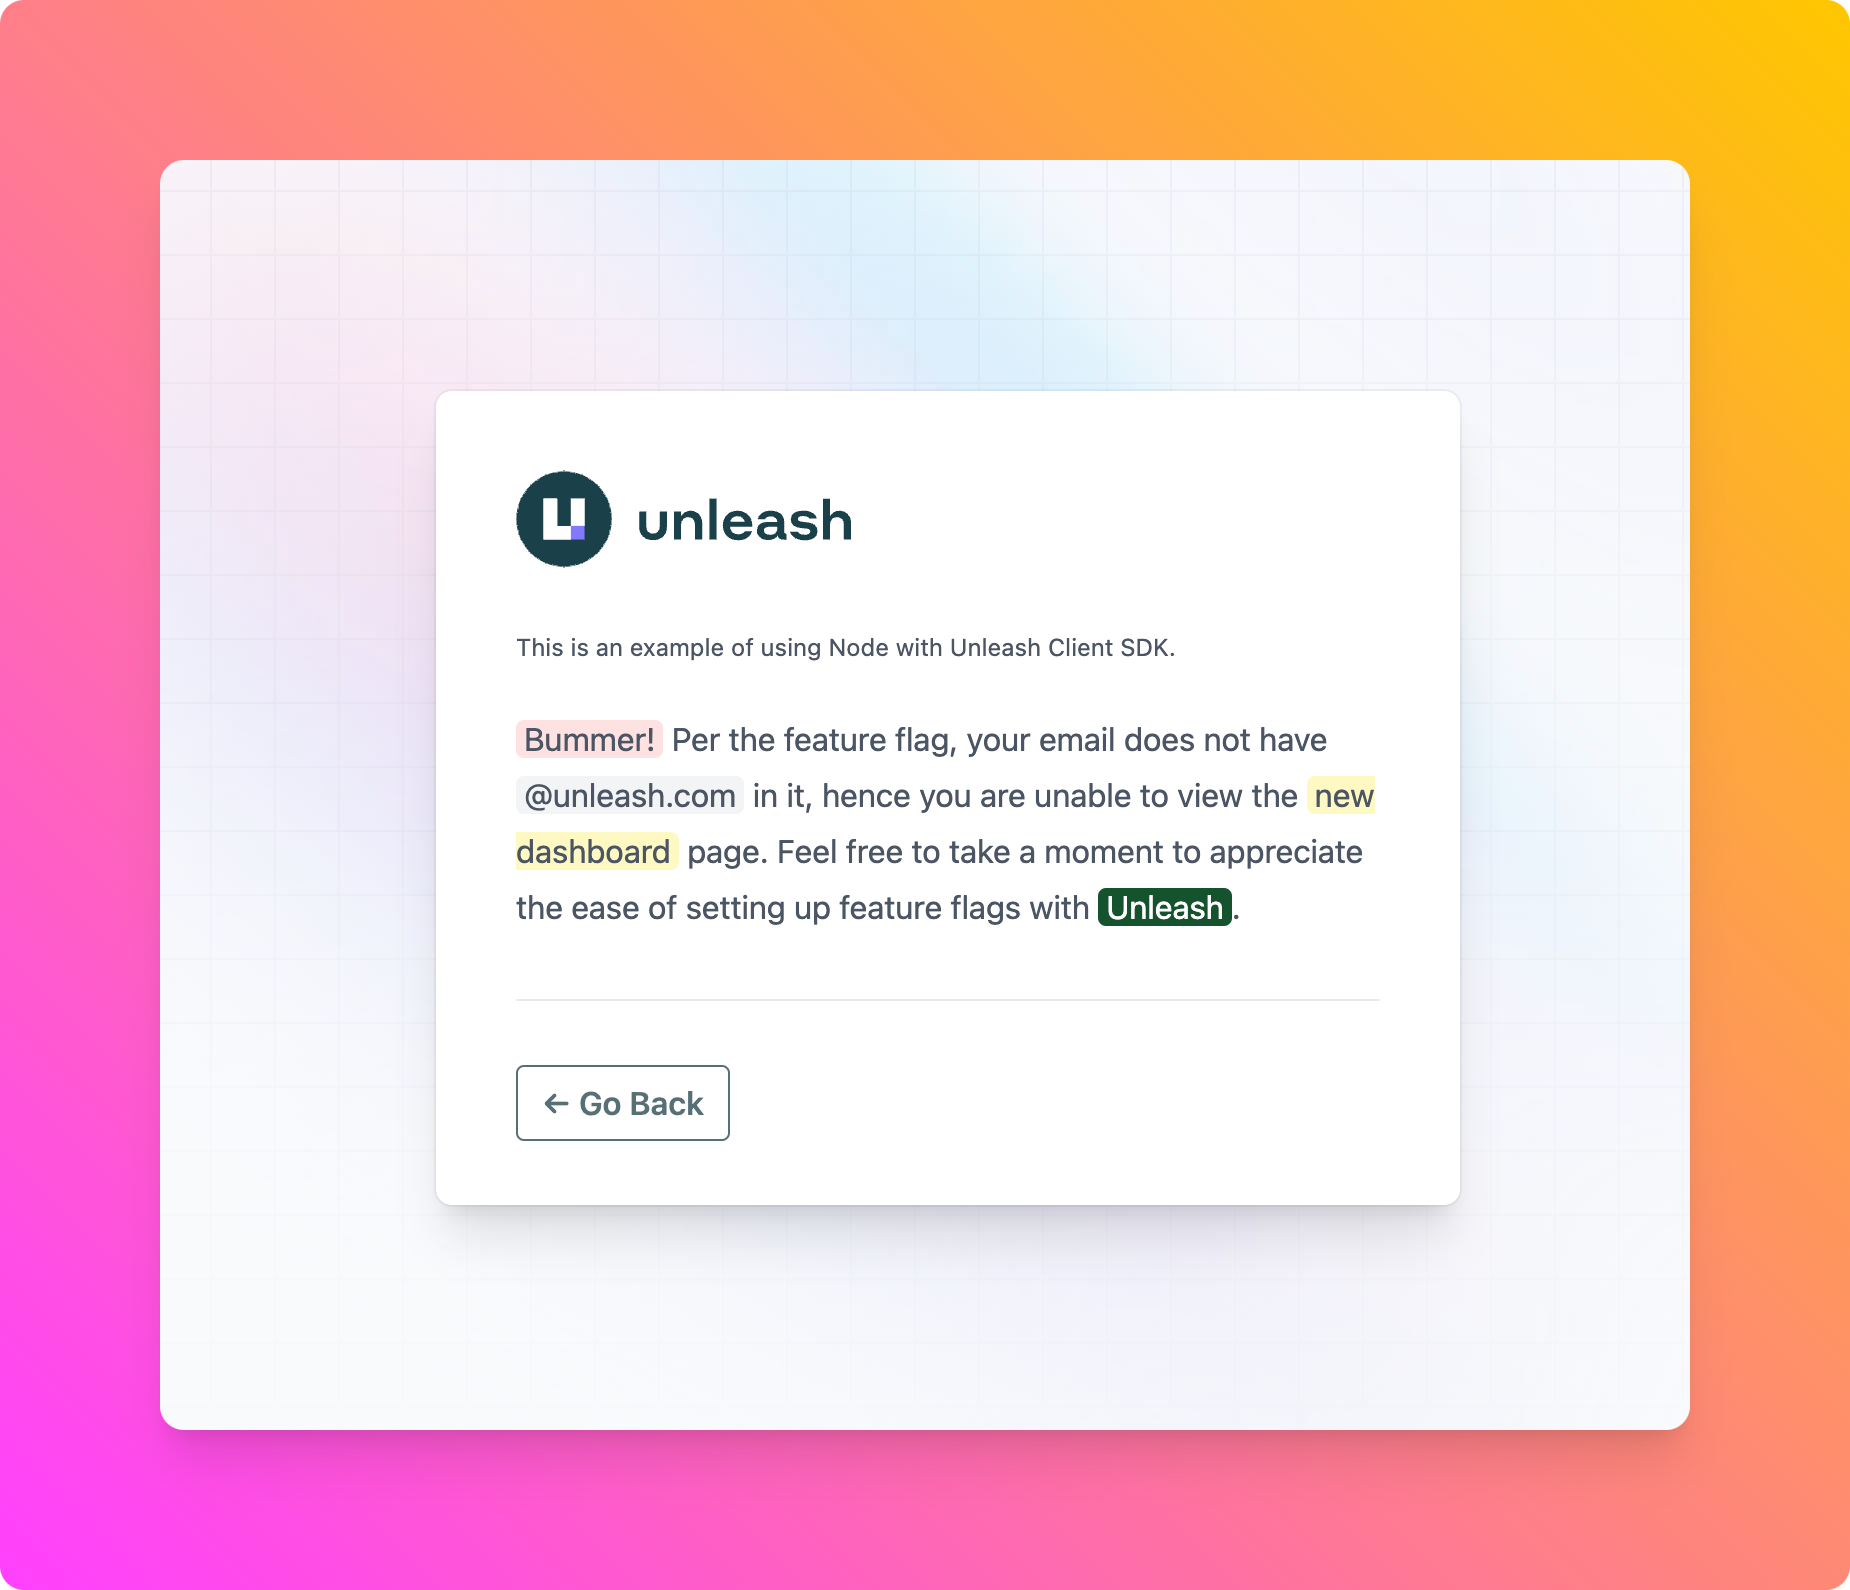 unleash
This is an example of using Node with Unleash Client SDK.
Bummer! Per the feature flag, your email does not have
@unleash.com in it, hence you are unable to view the new
dashboard page. Feel free to take a moment to appreciate
the ease of setting up feature flags with Unleash.
← Go Back